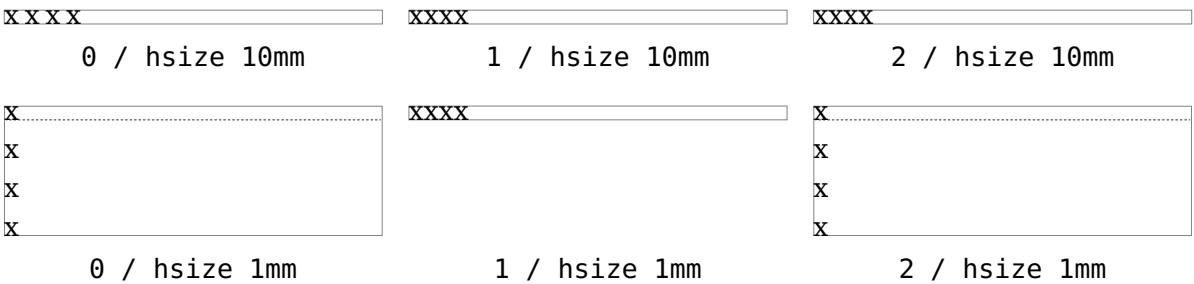 x x x x xxxx xxxx
0 / hsize 10mm 1 / hsize 10mm 2 / hsize 10mm
x xxxx x
x x
x x
x x
0 / hsize 1mm 1 / hsize 1mm 2 / hsize 1mm